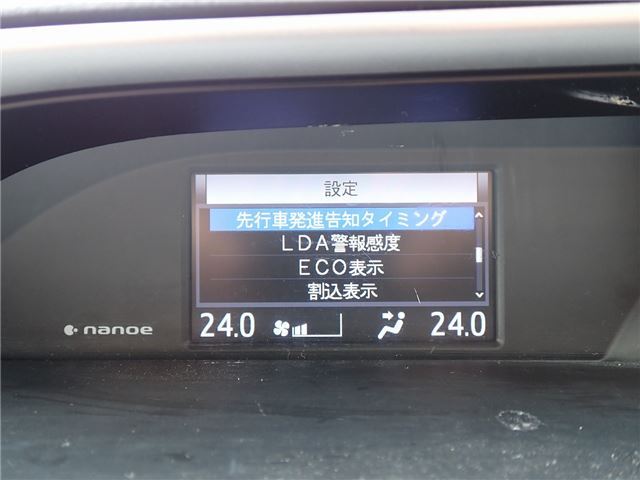 設定
先行車発進告知タイミング
LDA警報感度
ECO表示
割込表示
24.0 24.0
nanoe